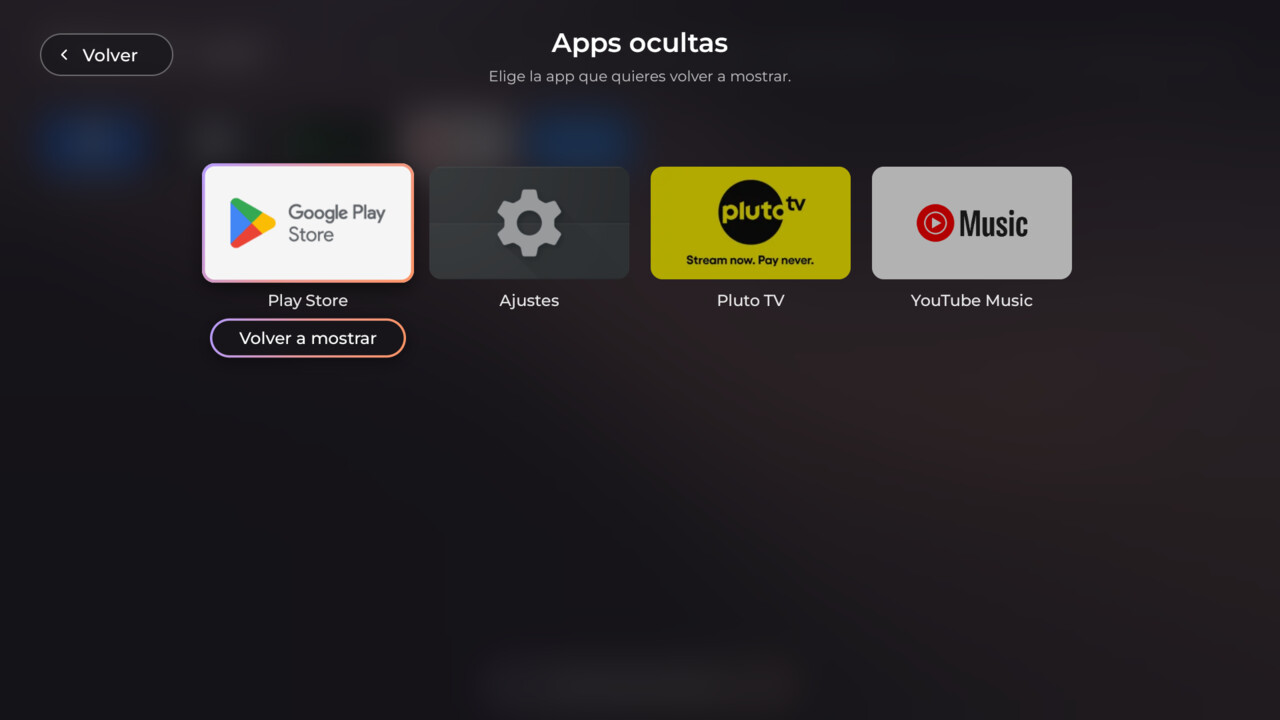 Volver
Apps ocultas
Elige la app que quieres volver a mostrar.
Google Play
Store
pluto tv
Stream now. Pay never.
Music
Play Store
Ajustes
Pluto TV
YouTube Music
Volver a mostrar